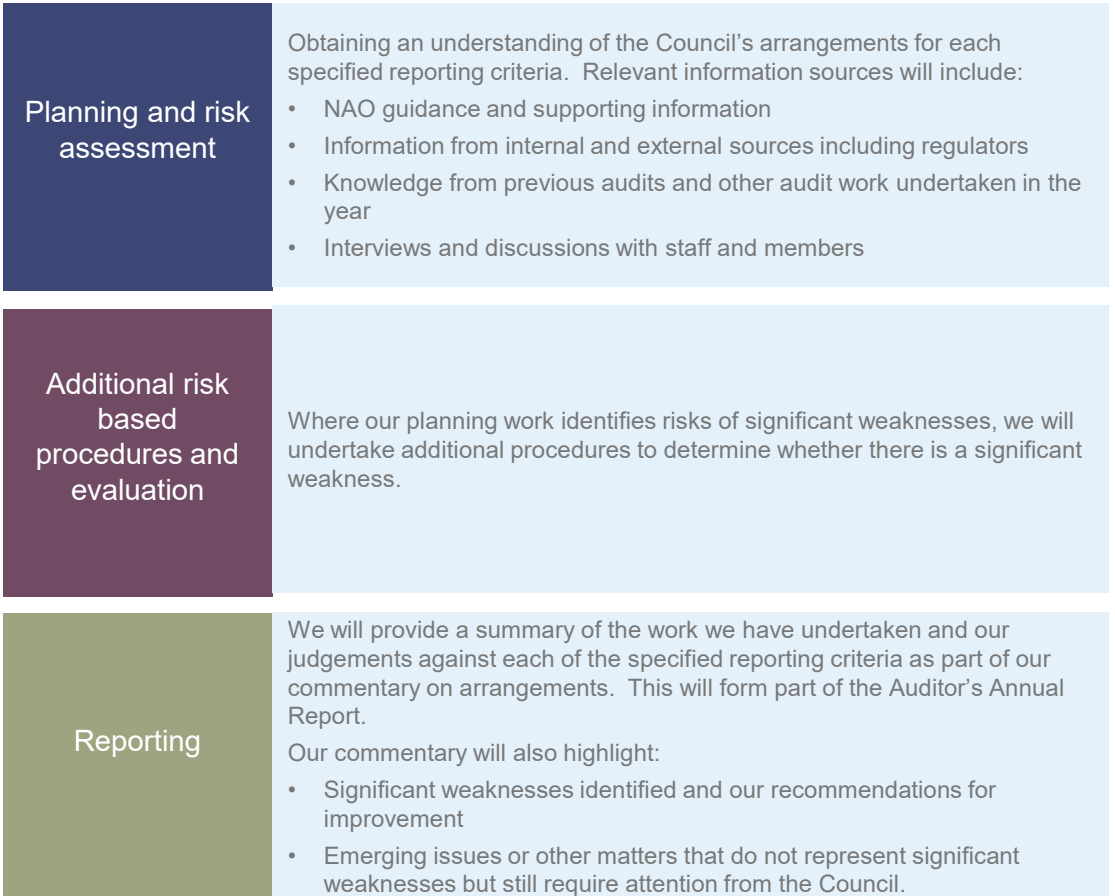 Planning and risk
assessment
Obtaining an understanding of the Council’s arrangements for each
specified reporting criteria.  Relevant information sources will include:
• NAO guidance and supporting information
• Information from internal and external sources including regulators
• Knowledge from previous audits and other audit work undertaken in the
year
• Interviews and discussions with staff and members
Additional risk
based
procedures and
evaluation
Where our planning work identifies risks of significant weaknesses, we will
undertake additional procedures to determine whether there is a significant
weakness.
Reporting
We will provide a summary of the work we have undertaken and our
judgements against each of the specified reporting criteria as part of our
commentary on arrangements.  This will form part of the Auditor’s Annual
Report.
Our commentary will also highlight:
• Significant weaknesses identified and our recommendations for
improvement
• Emerging issues or other matters that do not represent significant
weaknesses but still require attention from the Council.